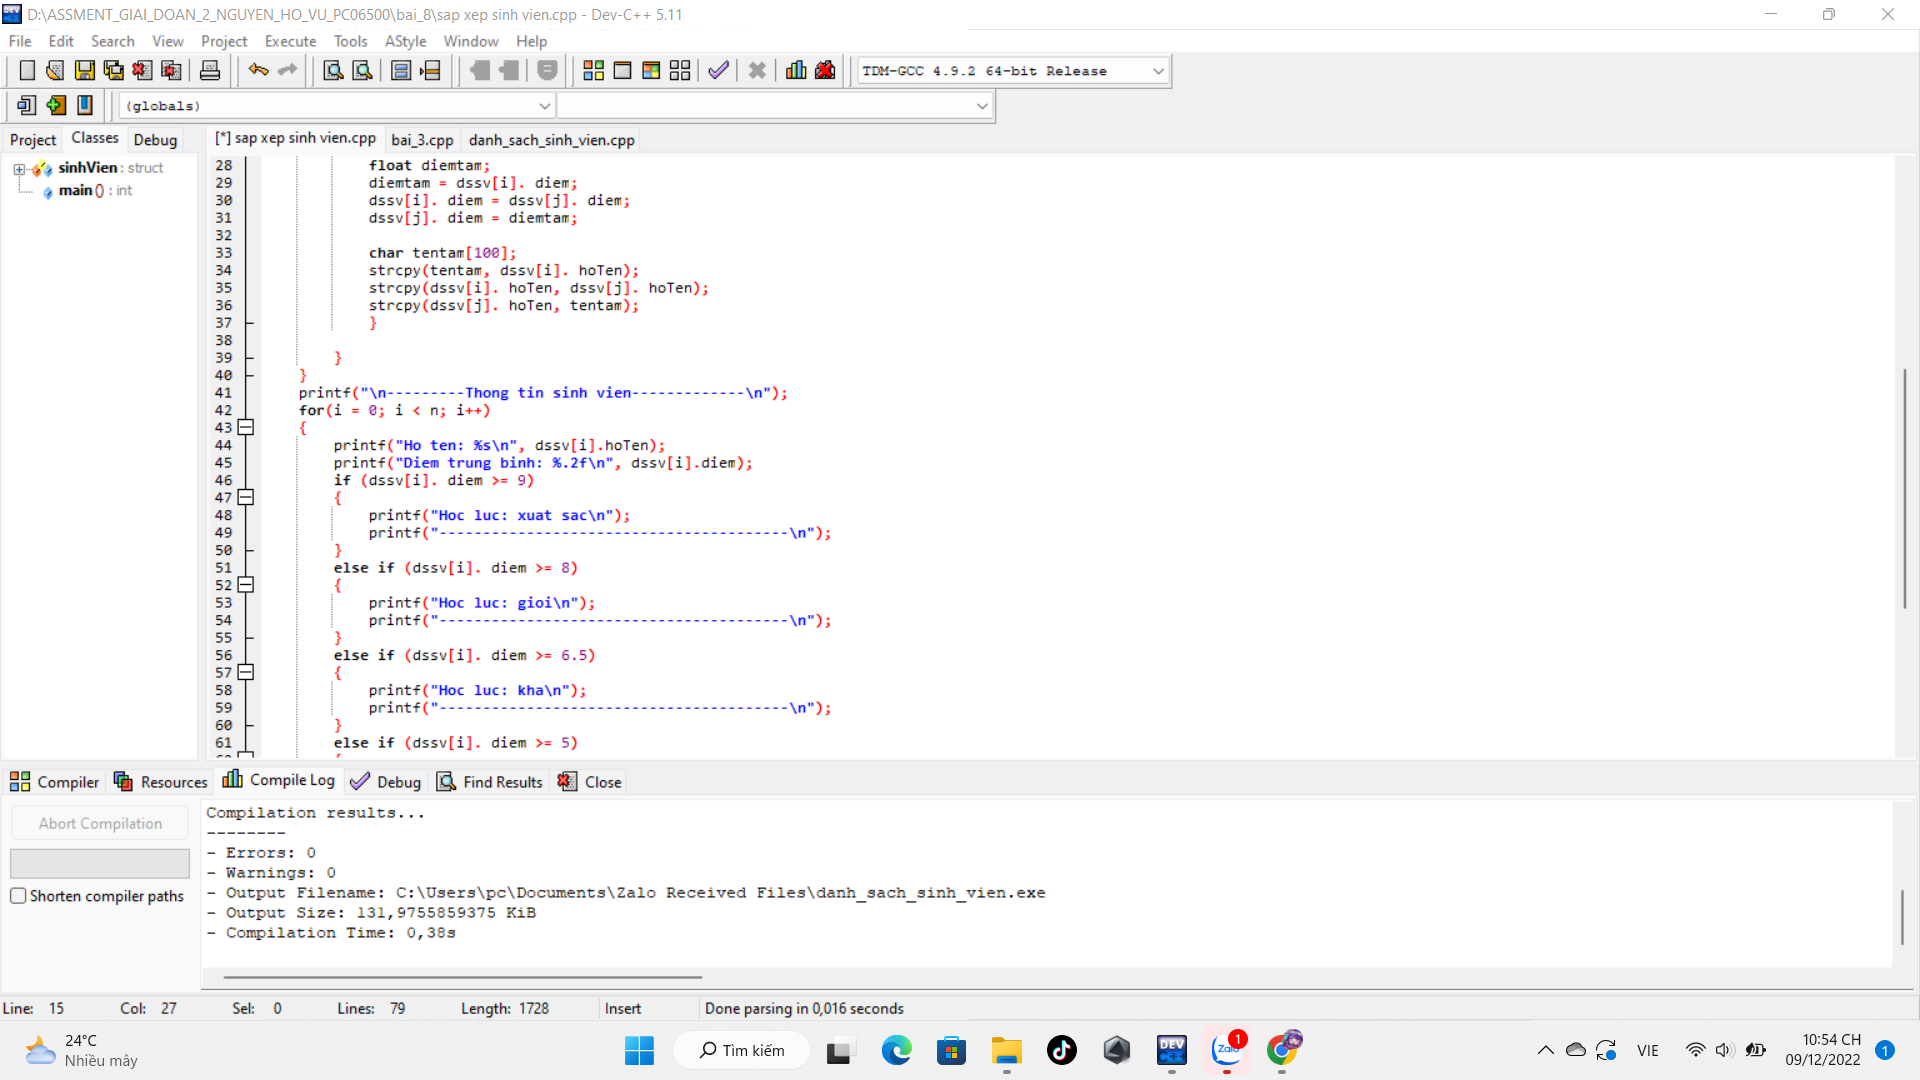 D:\ASSMENT_GIAI_DOAN_2_NGUYEN_HO_VU_PC06500\bai_8\sap xep sinh vien.cpp - Dev-C++ 5.11
File Edit Search View Project Execute Tools AStyle Window Help
TDM-GCC 4.9.2 64-bit Release
(globals)
Project Classes Debug [*] sap xep sinh vien.cpp bai_3.cpp danh_sach_sinh_vien.cpp
sinhVien : struct
main () : int
28 float diemtam;
29 diemtam = dssv[i]. diem;
30 dssv[i]. diem = dssv[j]. diem;
31 dssv[j]. diem = diemtam;
32
33 char tentam[100];
34 strcpy(tentam, dssv[i]. hoTen);
35 strcpy(dssv[i]. hoTen, dssv[j]. hoTen);
36 strcpy(dssv[j]. hoTen, tentam);
37 }
38
39 }
40 }
41 printf("\n---------Thong tin sinh vien-------------\n");
42 for(i = 0; i < n; i++)
43 {
44 printf("Ho ten: %s\n", dssv[i].hoTen);
45 printf("Diem trung binh: %.2f\n", dssv[i].diem);
46 if (dssv[i]. diem >= 9)
47 {
48 printf("Hoc luc: xuat sac\n");
49 printf("----------------------------------------\n");
50 }
51 else if (dssv[i]. diem >= 8)
52 {
53 printf("Hoc luc: gioi\n");
54 printf("----------------------------------------\n");
55 }
56 else if (dssv[i]. diem >= 6.5)
57 {
58 printf("Hoc luc: kha\n");
59 printf("----------------------------------------\n");
60 }
61 else if (dssv[i]. diem >= 5)
Compiler Resources Compile Log Debug Find Results Close
Abort Compilation
Shorten compiler paths
Compilation results...
--------
- Errors: 0
- Warnings: 0
- Output Filename: C:\Users\pc\Documents\Zalo Received Files\danh_sach_sinh_vien.exe
- Output Size: 131,9755859375 KiB
- Compilation Time: 0,38s
Line: 15 Col: 27 Sel: 0 Lines: 79 Length: 1728 Insert Done parsing in 0,016 seconds
24°C
Nhiều mây
Tìm kiếm
DEV C++
Zalo
1
VIE
10:54 CH
09/12/2022
1